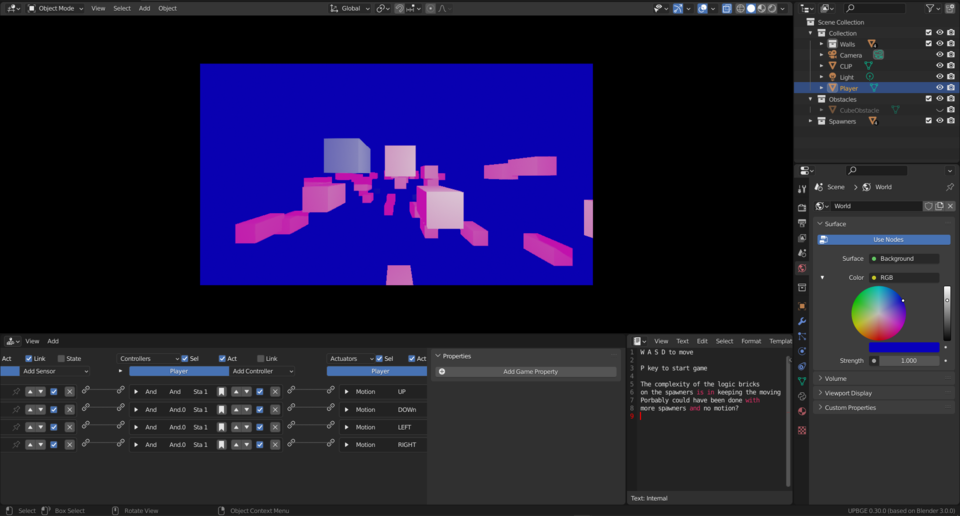 Object Mode View Select Add Object Global
Scene Collection
Collection
Walls
Camera
CUP
Light
Player
Obstacles
CubeObstacle
Spawners
Scene > World
World
Surface
Use Nodes
Surface Background
Color RGB
Strength 1.000
Volume
Viewport Display
Custom Properties
View Add
Act Link State Controllers Sel Act Link Actuators Sel Act
Add Sensor Player Add Controller Player
And And Sta 1 Motion UP
And And.0 Sta 1 Motion DOWn
And And.0 Sta 1 Motion LEFT
And And.0 Sta 1 Motion RIGHT
Properties
Add Game Property
View Text Edit Select Format Templat
1 W A S D to move
2
3 P key to start game
4
5 The complexity of the logic bricks
6 on the spawners is in keeping the moving
7 Porbably could have been done with
8 more spawners and no motion?
9
Text: Internal
Select Box Select Rotate View Object Context Menu
UPBGE 0.30.0 (based on Blender 3.0.0)